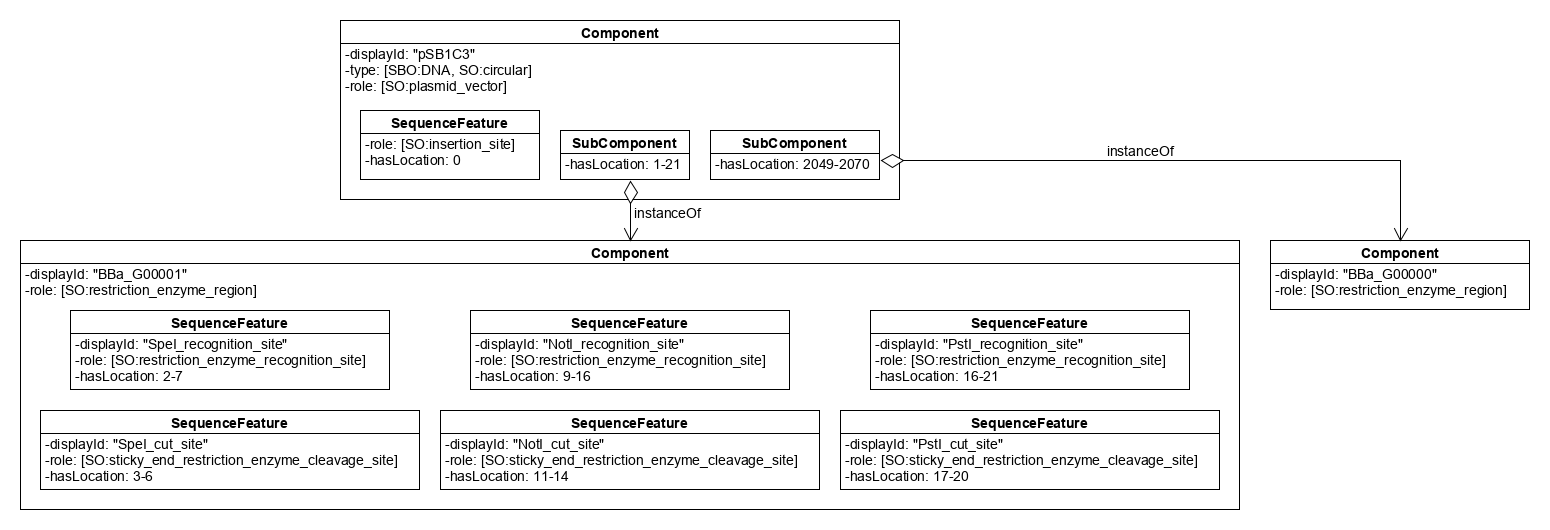 Component
-displayId: "pSB1C3"
-type: [SBO:DNA, SO:circular]
-role: [SO:plasmid_vector]
SequenceFeature
-role: [SO:insertion_site]
-hasLocation: 0
SubComponent
-hasLocation: 1-21
SubComponent
-hasLocation: 2049-2070
instanceOf
instanceOf
Component
-displayId: "BBa_G00001"
-role: [SO:restriction_enzyme_region]
SequenceFeature
-displayId: "SpeI_recognition_site"
-role: [SO:restriction_enzyme_recognition_site]
-hasLocation: 2-7
SequenceFeature
-displayId: "NotI_recognition_site"
-role: [SO:restriction_enzyme_recognition_site]
-hasLocation: 9-16
SequenceFeature
-displayId: "PstI_recognition_site"
-role: [SO:restriction_enzyme_recognition_site]
-hasLocation: 16-21
SequenceFeature
-displayId: "SpeI_cut_site"
-role: [SO:sticky_end_restriction_enzyme_cleavage_site]
-hasLocation: 3-6
SequenceFeature
-displayId: "NotI_cut_site"
-role: [SO:sticky_end_restriction_enzyme_cleavage_site]
-hasLocation: 11-14
SequenceFeature
-displayId: "PstI_cut_site"
-role: [SO:sticky_end_restriction_enzyme_cleavage_site]
-hasLocation: 17-20
Component
-displayId: "BBa_G00000"
-role: [SO:restriction_enzyme_region]